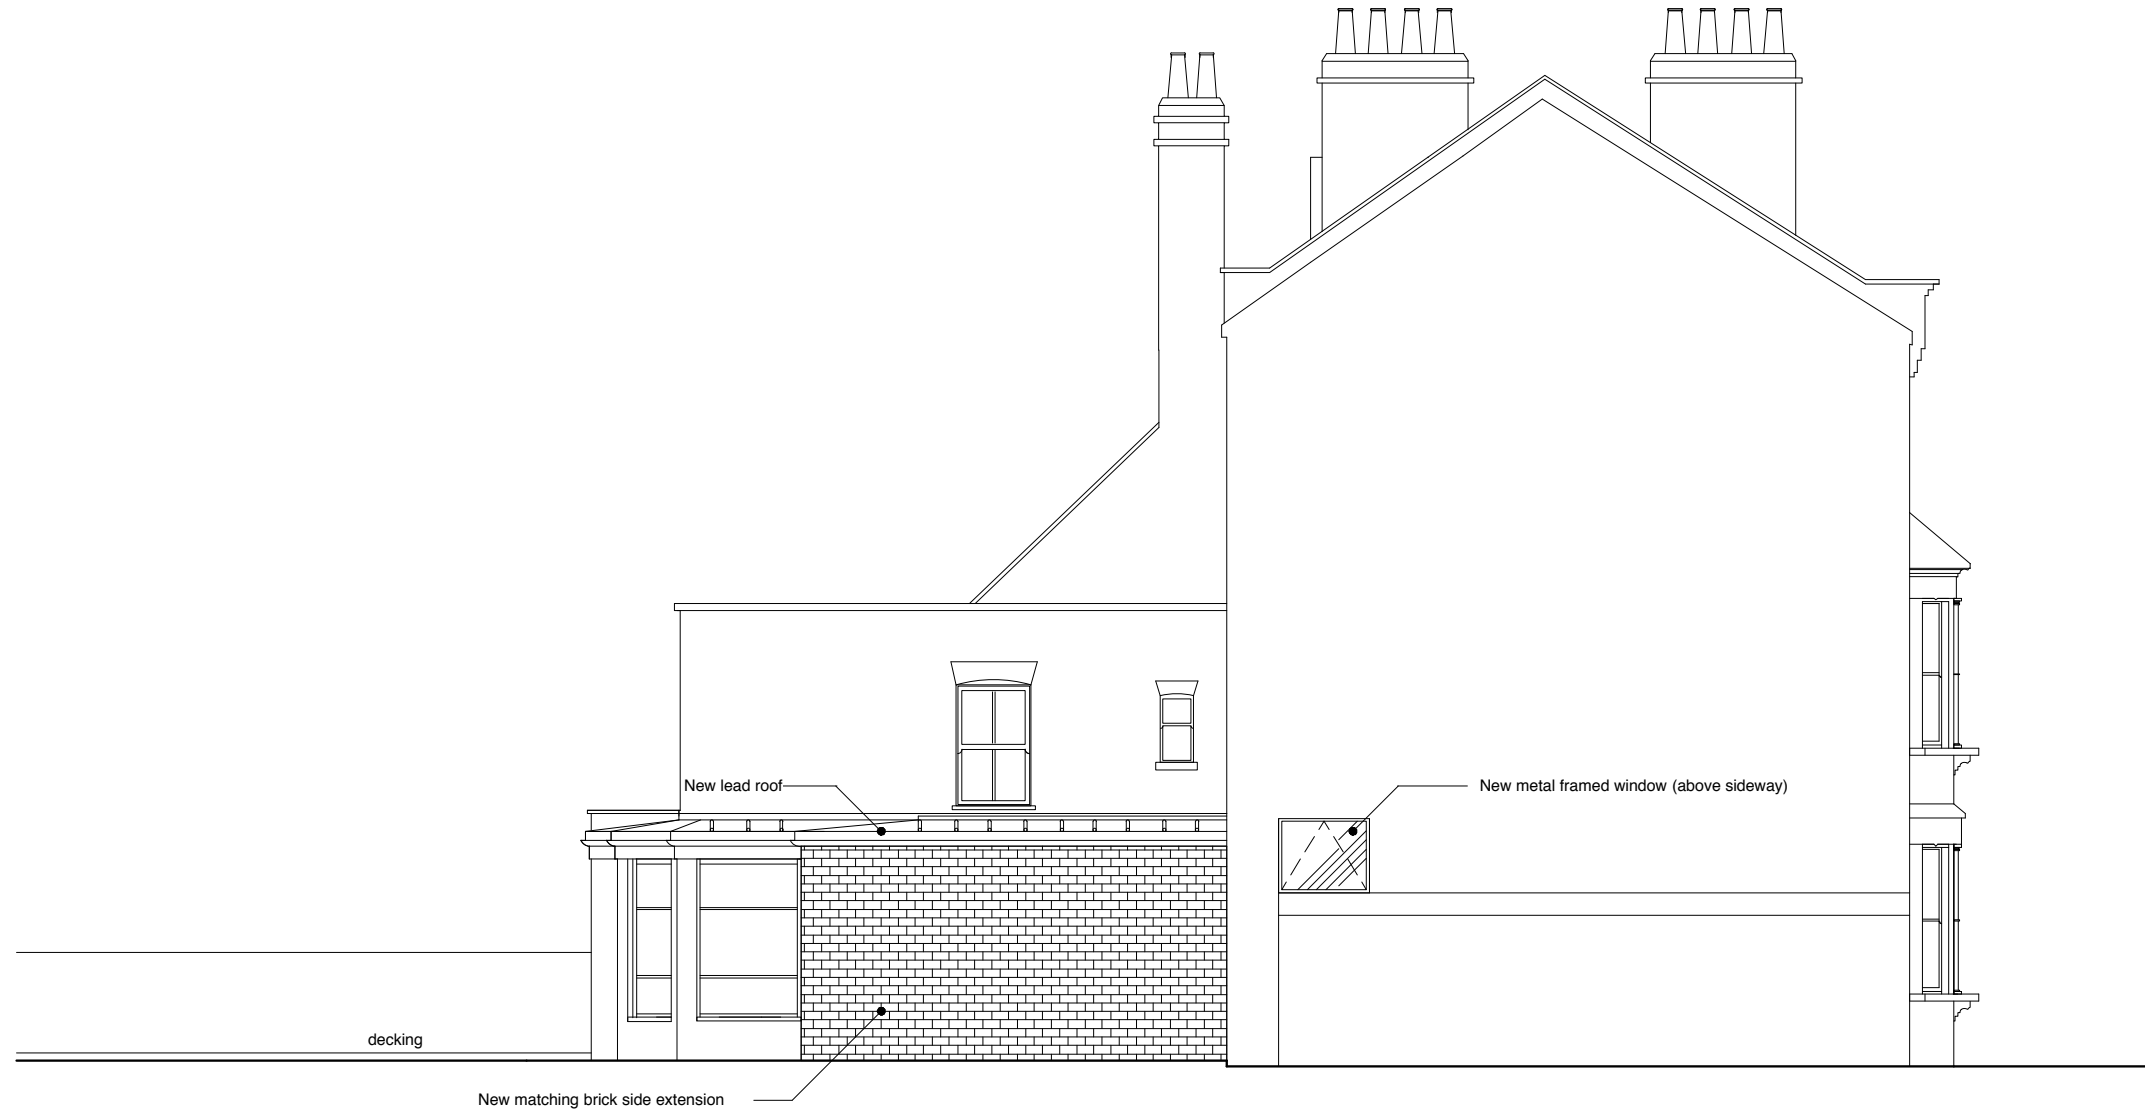 New lead roof
New metal framed window (above sideway)
decking
New matching brick side extension